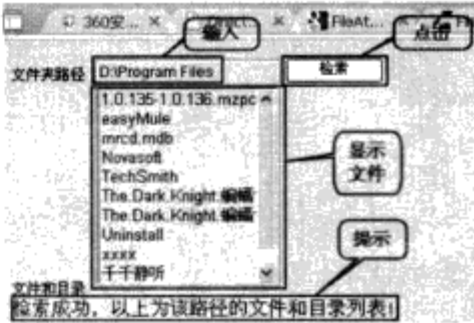 360安... × Direct... × FileAt... ×
输入
点击
文件夹路径 D:\Program Files 检索
1.0.135-1.0.136.mzpc
easyMule
mrcd.mdb
Novasoft
TechSmith
The.Dark.Knight.蝙蝠
The.Dark.Knight.蝙蝠
Uninstall
xxxx
千千静听
显示
文件
提示
文件和目录
检索成功，以上为该路径的文件和目录列表!